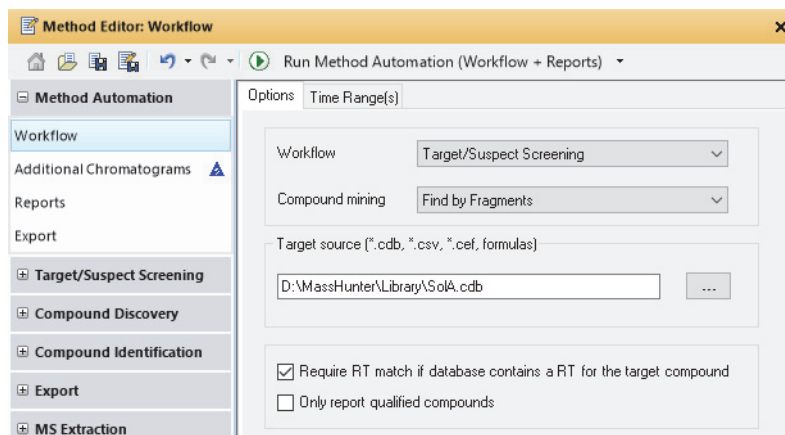 Method Editor: Workflow
Run Method Automation (Workflow + Reports)
Method Automation
Workflow
Additional Chromatograms
Reports
Export
Target/Suspect Screening
Compound Discovery
Compound Identification
Export
MS Extraction
Options
Time Range(s)
Workflow
Target/Suspect Screening
Compound mining
Find by Fragments
Target source (*.cdb, *.csv, *.cef, formulas)
D:\MassHunter\Library\SolA.cdb
...
Require RT match if database contains a RT for the target compound
Only report qualified compounds